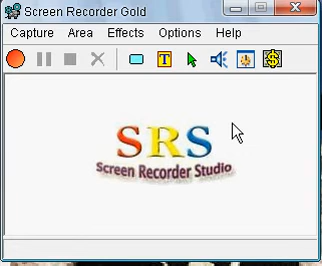 Screen Recorder Gold
Capture Area Effects Options Help
T
$
SRS
Screen Recorder Studio